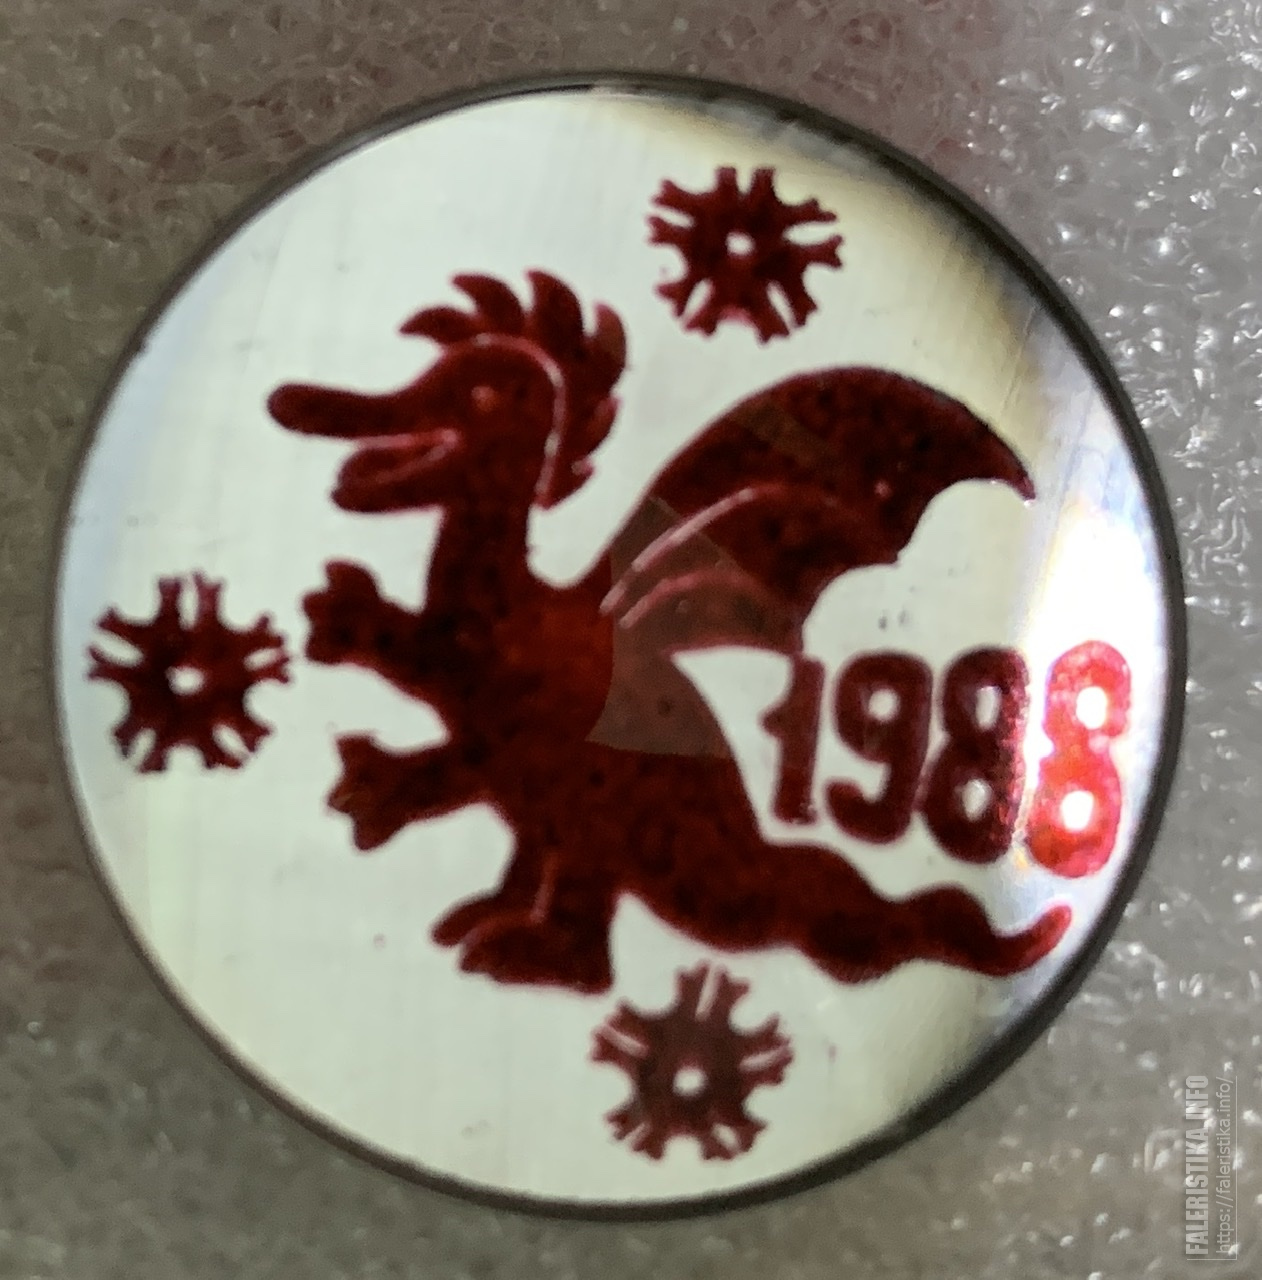 1988
FALERISTIKA.INFO
https://faleristika.info/